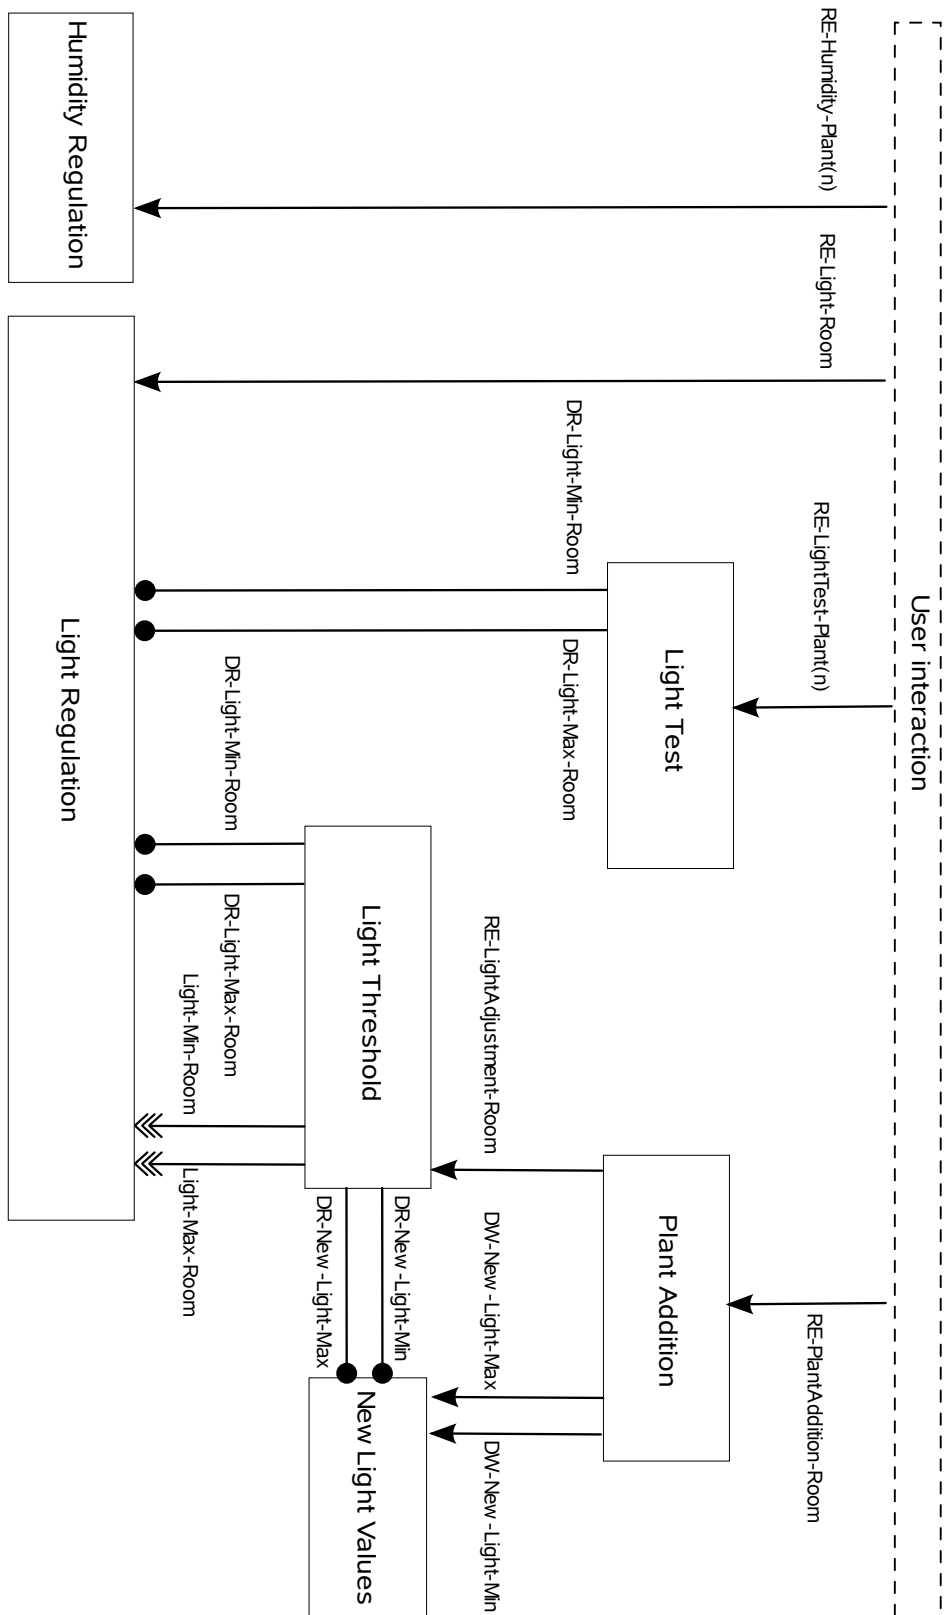 User interaction
RE-Humidity-Plant(n)
RE-Light-Room
RE-LightTest-Plant(n)
RE-PlantAddition-Room
Light Test
Plant Addition
DR-Light-Min-Room
DR-Light-Max-Room
RE-LightAdjustment-Room
DW-New-Light-Max
DW-New-Light-Min
Light Threshold
DR-New-Light-Min
DR-New-Light-Max
New Light Values
DR-Light-Min-Room
DR-Light-Max-Room
Light-Min-Room
Light-Max-Room
Humidity Regulation
Light Regulation